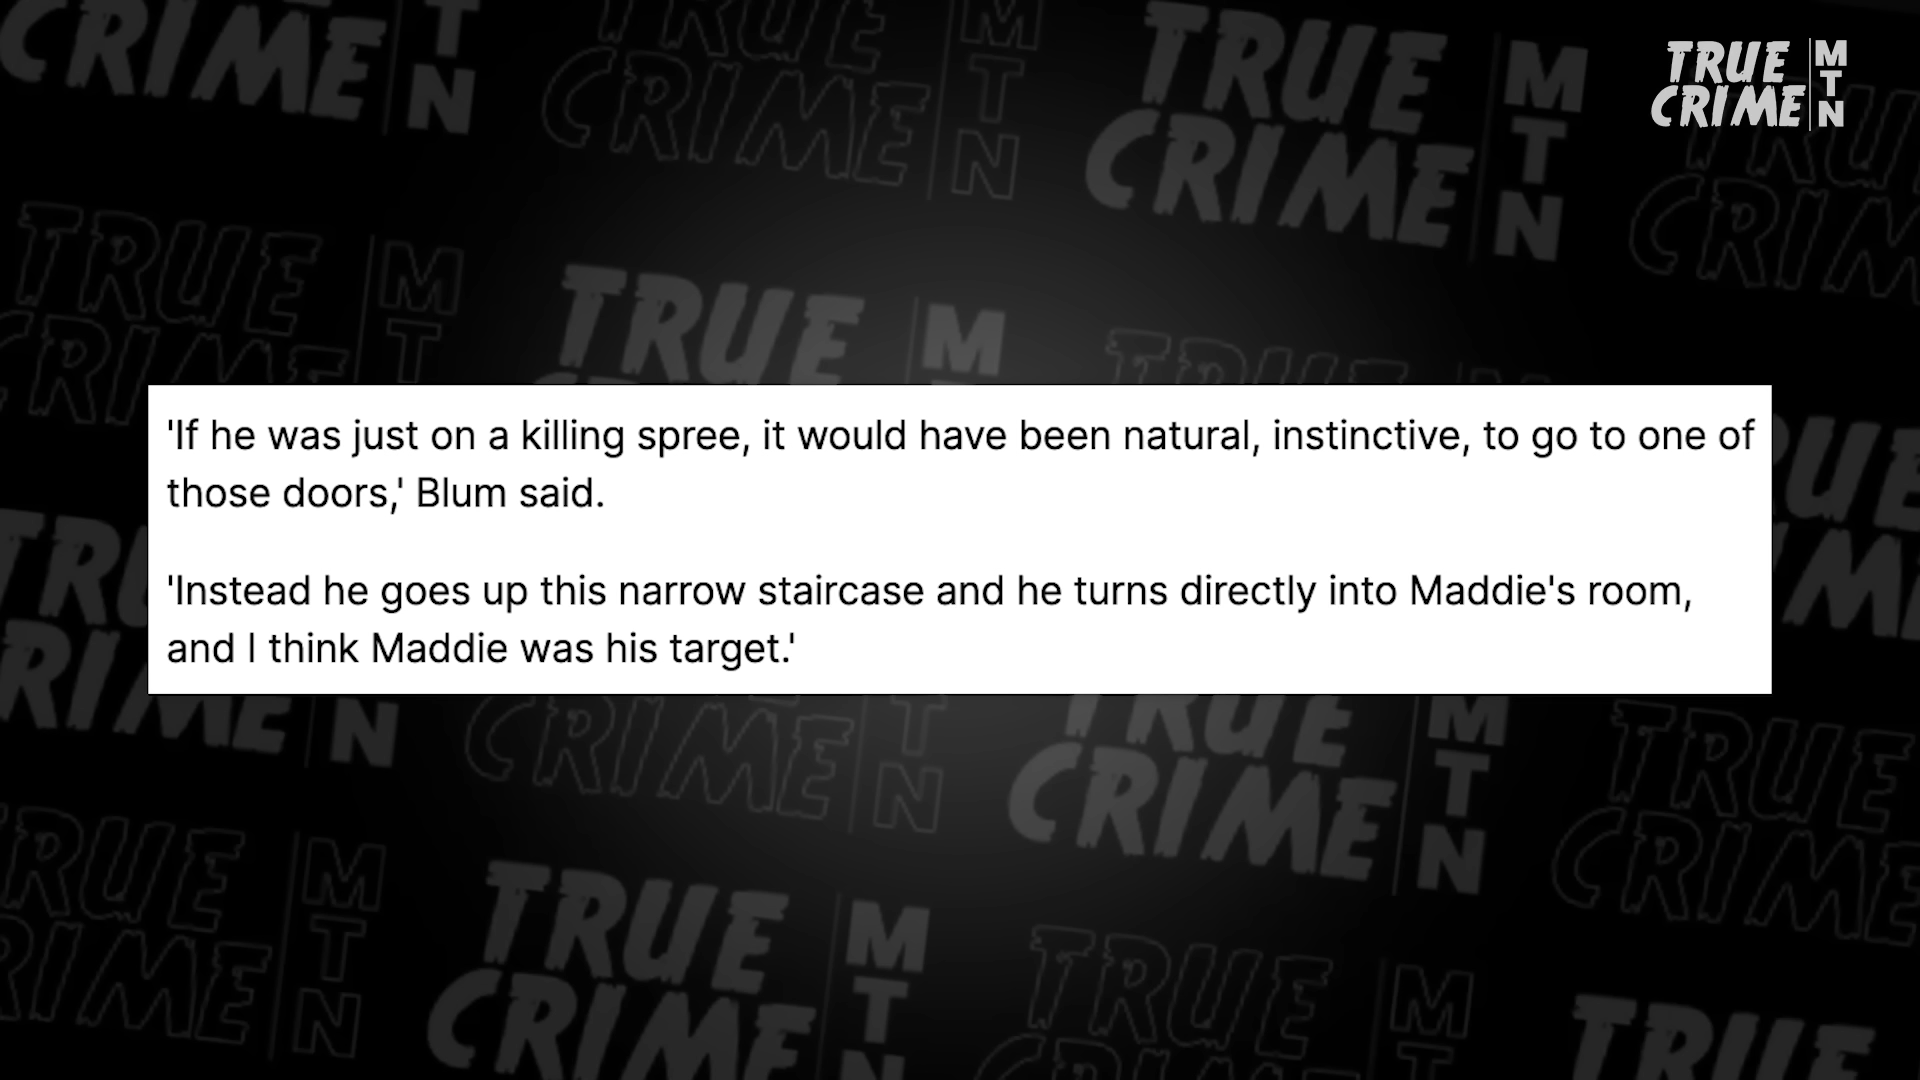 TRUE
CRIME
MTN
'If he was just on a killing spree, it would have been natural, instinctive, to go to one of
those doors,' Blum said.
'Instead he goes up this narrow staircase and he turns directly into Maddie's room,
and I think Maddie was his target.'